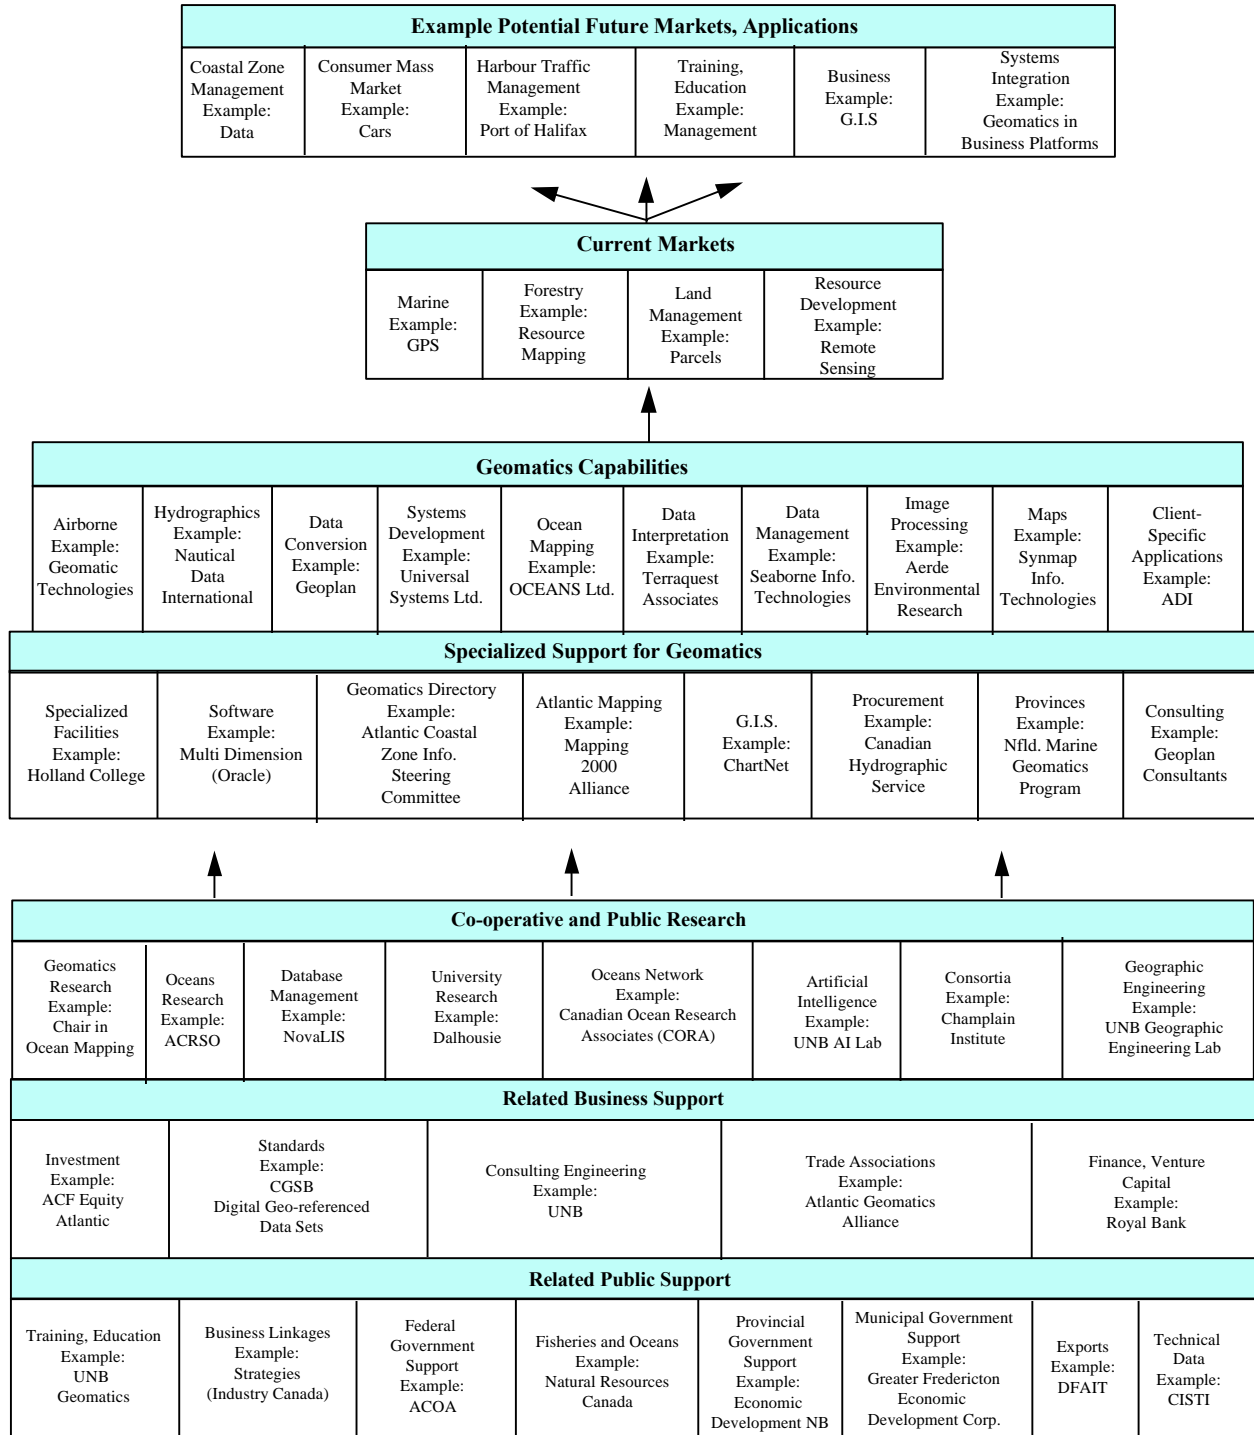 Example Potential Future Markets, Applications
Coastal Zone
Management
Example:
Data
Consumer Mass
Market
Example:
Cars
Harbour Traffic
Management
Example:
Port of Halifax
Training,
Education
Example:
Management
Business
Example:
G.I.S
Systems
Integration
Example:
Geomatics in
Business Platforms
Current Markets
Marine
Example:
GPS
Forestry
Example:
Resource
Mapping
Land
Management
Example:
Parcels
Resource
Development
Example:
Remote
Sensing
Geomatics Capabilities
Airborne
Example:
Geomatic
Technologies
Hydrographics
Example:
Nautical
Data
International
Data
Conversion
Example:
Geoplan
Systems
Development
Example:
Universal
Systems Ltd.
Ocean
Mapping
Example:
OCEANS Ltd.
Data
Interpretation
Example:
Terraquest
Associates
Data
Management
Example:
Seaborne Info.
Technologies
Image
Processing
Example:
Aerde
Environmental
Research
Maps
Example:
Synmap
Info.
Technologies
Client-
Specific
Applications
Example:
ADI
Specialized Support for Geomatics
Specialized
Facilities
Example:
Holland College
Software
Example:
Multi Dimension
(Oracle)
Geomatics Directory
Example:
Atlantic Coastal
Zone Info.
Steering
Committee
Atlantic Mapping
Example:
Mapping
2000
Alliance
G.I.S.
Example:
ChartNet
Procurement
Example:
Canadian
Hydrographic
Service
Provinces
Example:
Nfld. Marine
Geomatics
Program
Consulting
Example:
Geoplan
Consultants
Co-operative and Public Research
Geomatics
Research
Example:
Chair in
Ocean Mapping
Oceans
Research
Example:
ACRSO
Database
Management
Example:
NovaLIS
University
Research
Example:
Dalhousie
Oceans Network
Example:
Canadian Ocean Research
Associates (CORA)
Artificial
Intelligence
Example:
UNB AI Lab
Consortia
Example:
Champlain
Institute
Geographic
Engineering
Example:
UNB Geographic
Engineering Lab
Related Business Support
Investment
Example:
ACF Equity
Atlantic
Standards
Example:
CGSB
Digital Geo-referenced
Data Sets
Consulting Engineering
Example:
UNB
Trade Associations
Example:
Atlantic Geomatics
Alliance
Finance, Venture
Capital
Example:
Royal Bank
Related Public Support
Training, Education
Example:
UNB
Geomatics
Business Linkages
Example:
Strategies
(Industry Canada)
Federal
Government
Support
Example:
ACOA
Fisheries and Oceans
Example:
Natural Resources
Canada
Provincial
Government
Support
Example:
Economic
Development NB
Municipal Government
Support
Example:
Greater Fredericton
Economic
Development Corp.
Exports
Example:
DFAIT
Technical
Data
Example:
CISTI